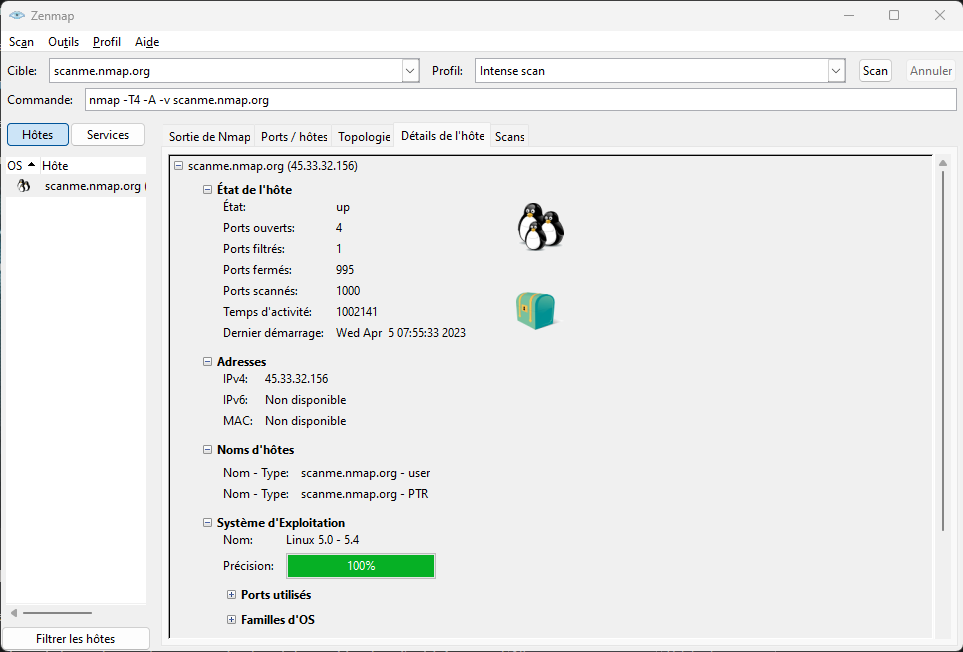 Zenmap
Scan Outils Profil Aide
Cible: scanme.nmap.org Profil: Intense scan Scan Annuler
Commande: nmap -T4 -A -v scanme.nmap.org
Hôtes Services
Sortie de Nmap Ports / hôtes Topologie Détails de l'hôte Scans
OS Hôte
scanme.nmap.org (
scanme.nmap.org (45.33.32.156)
État de l'hôte
État: up
Ports ouverts: 4
Ports filtrés: 1
Ports fermés: 995
Ports scannés: 1000
Temps d'activité: 1002141
Dernier démarrage: Wed Apr 5 07:55:33 2023
Adresses
IPv4: 45.33.32.156
IPv6: Non disponible
MAC: Non disponible
Noms d'hôtes
Nom - Type: scanme.nmap.org - user
Nom - Type: scanme.nmap.org - PTR
Système d'Exploitation
Nom: Linux 5.0 - 5.4
Précision: 100%
Ports utilisés
Familles d'OS
Filtrer les hôtes